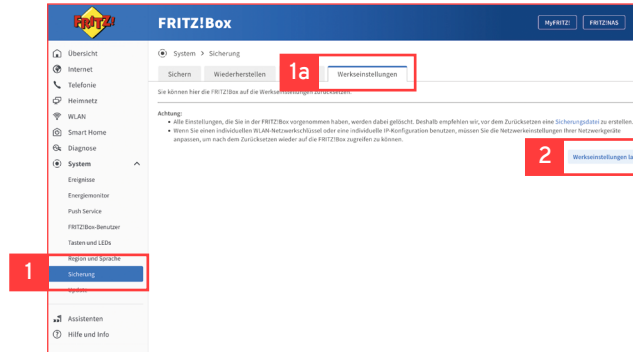 FRITZ!
FRITZ!Box
MyFRITZ!
FRITZ!NAS
Übersicht
Internet
Telefonie
Heimnetz
WLAN
Smart Home
Diagnose
System
Ereignisse
Energiemonitor
Push Service
FRITZ!Box-Benutzer
Tasten und LEDs
Region und Sprache
1
Sicherung
Update
Assistenten
Hilfe und Info
System > Sicherung
Sichern
Wiederherstellen
1a
Werkseinstellungen
Sie können hier die FRITZ!Box auf die Werkseinstellungen zurücksetzen.
Achtung:
• Alle Einstellungen, die Sie in der FRITZ!Box vorgenommen haben, werden dabei gelöscht. Deshalb empfehlen wir, vor dem Zurücksetzen eine Sicherungsdatei zu erstellen.
• Wenn Sie einen individuellen WLAN-Netzwerkschlüssel oder eine individuelle IP-Konfiguration benutzen, müssen Sie die Netzwerkeinstellungen Ihrer Netzwerkgeräte
anpassen, um nach dem Zurücksetzen wieder auf die FRITZ!Box zugreifen zu können.
2
Werkseinstellungen